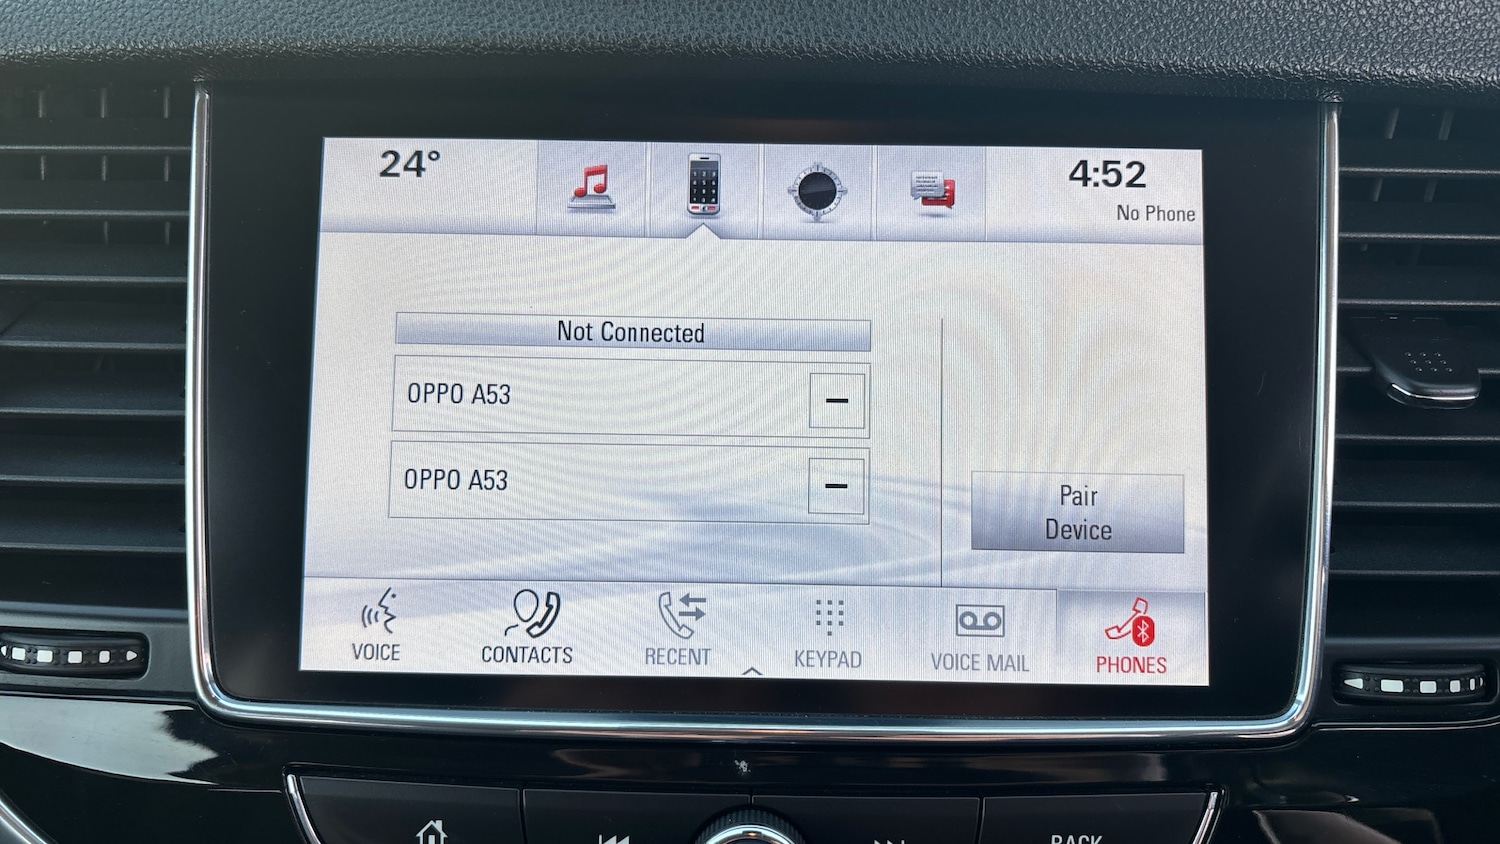 24°
4:52
No Phone
Not Connected
OPPO A53
OPPO A53
Pair
Device
VOICE
CONTACTS
RECENT
KEYPAD
VOICE MAIL
PHONES
BACK